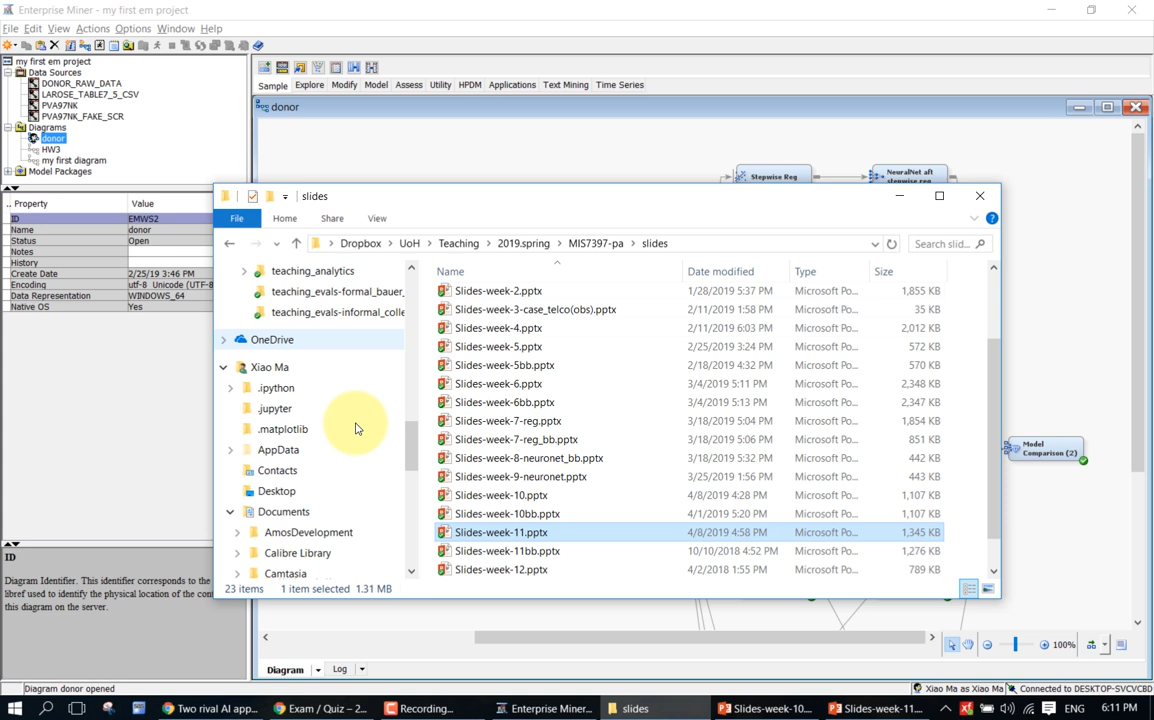 Enterprise Miner - my first em project
File Edit View Actions Options Window Help
my first em project
Data Sources
DONOR_RAW_DATA
LAROSE_TABLE7_5_CSV
PVA97NK
PVA97NK_FAKE_SCR
Diagrams
donor
HW3
my first diagram
Model Packages
Sample Explore Modify Model Assess Utility HPDM Applications Text Mining Time Series
donor
Stepwise Reg
NeuralNet aft
stepwise reg
Model
Comparison (2)
.. Property Value
ID EMWS2
Name donor
Status Open
Notes
History
Create Date 2/25/19 3:46 PM
Encoding utf-8 Unicode (UTF-8
Data Representation WINDOWS_64
Native OS Yes
ID
Diagram Identifier. This identifier corresponds to the
libref used to identify the physical location of the cont
this diagram on the server.
slides
File Home Share View
Dropbox > UoH > Teaching > 2019.spring > MIS7397-pa > slides
Search slid...
teaching_analytics
teaching_evals-formal_bauer_
teaching_evals-informal_colle
OneDrive
Xiao Ma
.ipython
.jupyter
.matplotlib
AppData
Contacts
Desktop
Documents
AmosDevelopment
Calibre Library
Camtasia
Name Date modified Type Size
Slides-week-2.pptx 1/28/2019 5:37 PM Microsoft Po... 1,855 KB
Slides-week-3-case_telco(obs).pptx 2/11/2019 1:58 PM Microsoft Po... 35 KB
Slides-week-4.pptx 2/11/2019 6:03 PM Microsoft Po... 2,012 KB
Slides-week-5.pptx 2/25/2019 3:24 PM Microsoft Po... 572 KB
Slides-week-5bb.pptx 2/18/2019 4:32 PM Microsoft Po... 570 KB
Slides-week-6.pptx 3/4/2019 5:11 PM Microsoft Po... 2,348 KB
Slides-week-6bb.pptx 3/4/2019 5:13 PM Microsoft Po... 2,347 KB
Slides-week-7-reg.pptx 3/18/2019 5:04 PM Microsoft Po... 1,854 KB
Slides-week-7-reg_bb.pptx 3/18/2019 5:06 PM Microsoft Po... 851 KB
Slides-week-8-neuronet_bb.pptx 3/18/2019 5:32 PM Microsoft Po... 442 KB
Slides-week-9-neuronet.pptx 3/25/2019 1:56 PM Microsoft Po... 443 KB
Slides-week-10.pptx 4/8/2019 4:28 PM Microsoft Po... 1,107 KB
Slides-week-10bb.pptx 4/1/2019 5:20 PM Microsoft Po... 1,107 KB
Slides-week-11.pptx 4/8/2019 4:58 PM Microsoft Po... 1,345 KB
Slides-week-11bb.pptx 10/10/2018 4:52 PM Microsoft Po... 1,276 KB
Slides-week-12.pptx 4/2/2018 1:55 PM Microsoft Po... 789 KB
23 items 1 item selected 1.31 MB
100%
Diagram Log
Diagram donor opened
Xiao Ma as Xiao Ma Connected to DESKTOP-SVCVCBD
Two rival AI app... Exam / Quiz – 2... Recording... Enterprise Miner... slides Slides-week-10.... Slides-week-11.... ENG 6:11 PM